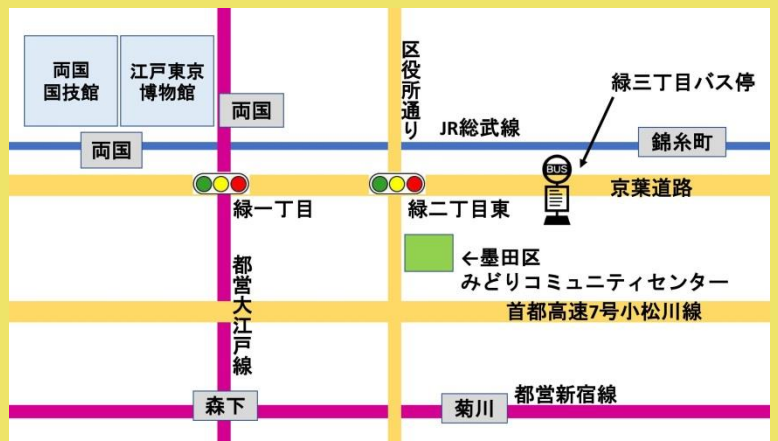 両国
国技館
江戸東京
博物館
両国
両国
区役所通り
緑三丁目バス停
JR総武線
錦糸町
BUS
京葉道路
緑一丁目
緑二丁目東
←墨田区
みどりコミュニティセンター
都営大江戸線
首都高速7号小松川線
都営新宿線
森下
菊川